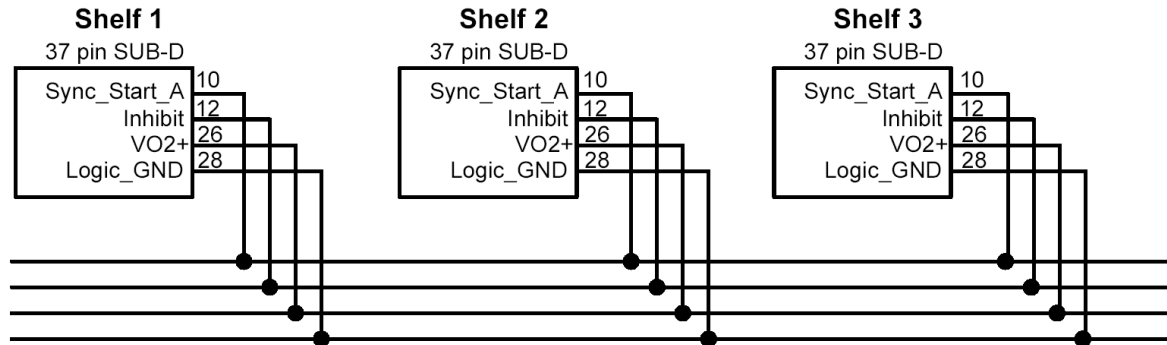 Shelf 1
37 pin SUB-D
Sync_Start_A 10
Inhibit 12
VO2+ 26
Logic_GND 28
Shelf 2
37 pin SUB-D
Sync_Start_A 10
Inhibit 12
VO2+ 26
Logic_GND 28
Shelf 3
37 pin SUB-D
Sync_Start_A 10
Inhibit 12
VO2+ 26
Logic_GND 28